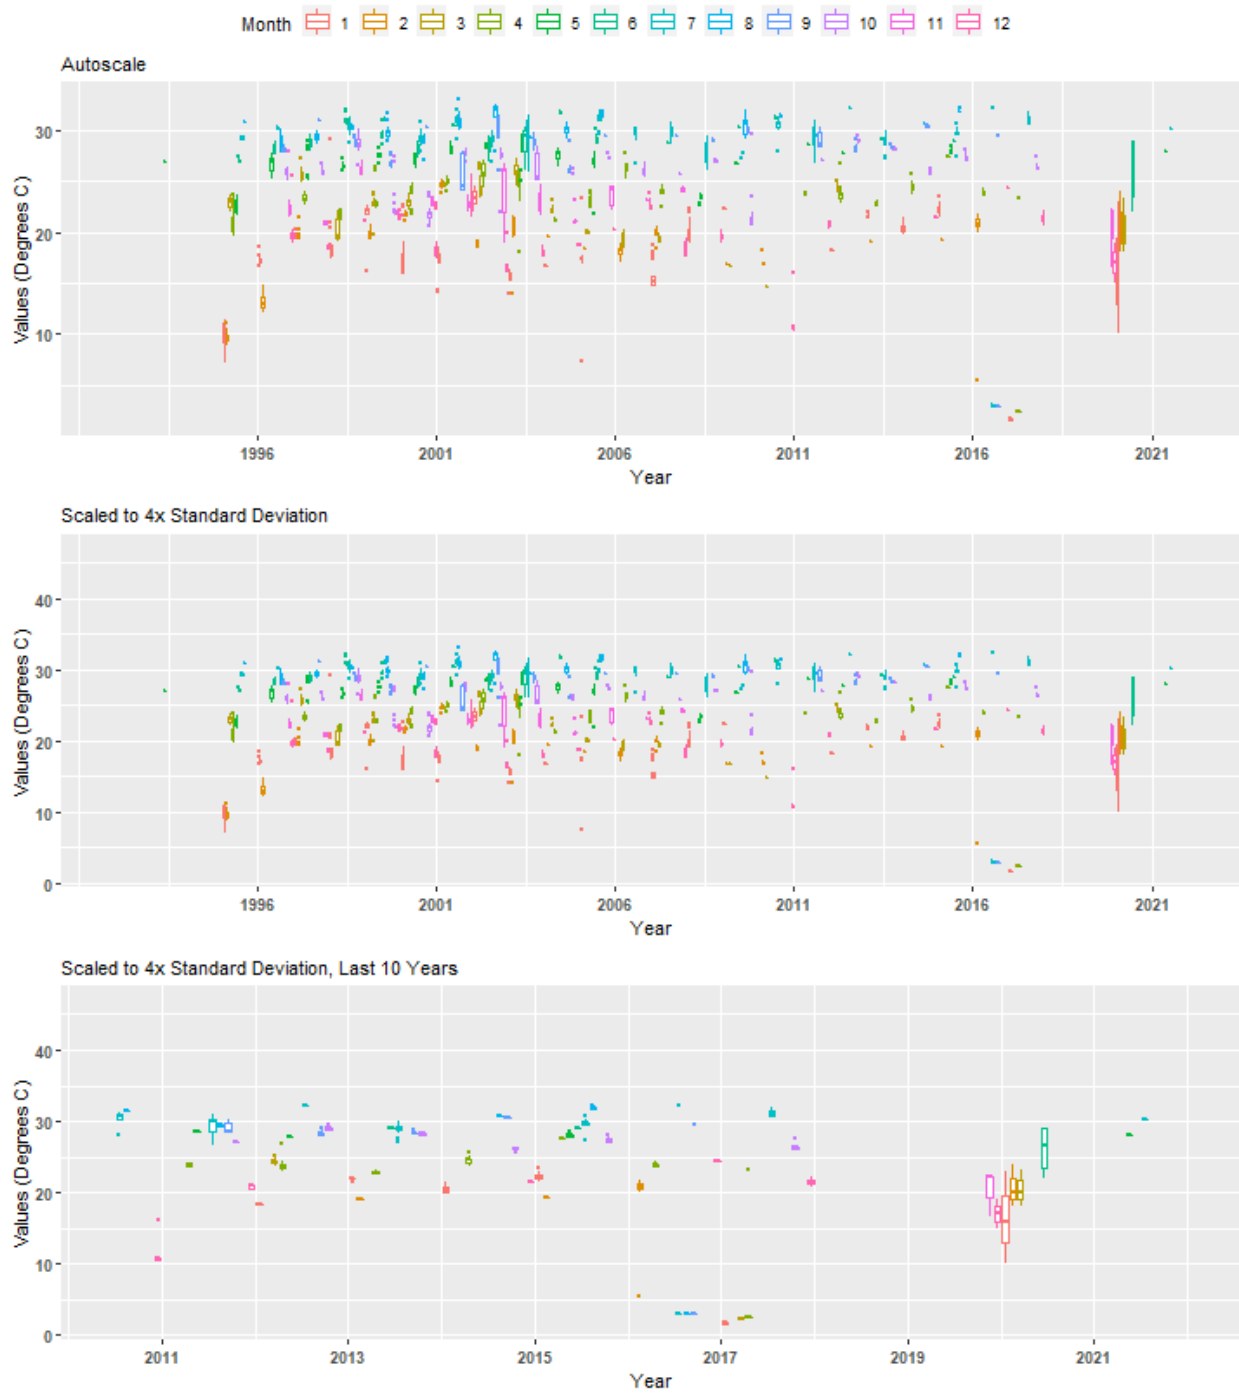 Month 1 2 3 4 5 6 7 8 9 10 11 12
Autoscale
Values (Degrees C)
30
20
10
1996 2001 2006 2011 2016 2021
Year
Scaled to 4x Standard Deviation
Values (Degrees C)
40
30
20
10
0
1996 2001 2006 2011 2016 2021
Year
Scaled to 4x Standard Deviation, Last 10 Years
Values (Degrees C)
40
30
20
10
0
2011 2013 2015 2017 2019 2021
Year